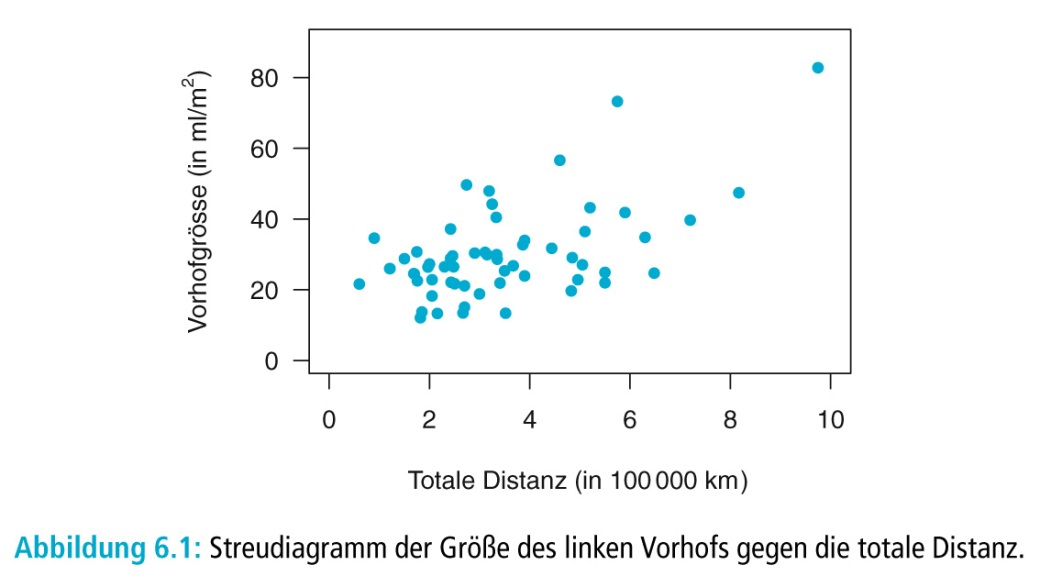 Vorhofgrösse (in ml/m²)
80
60
40
20
0
0 2 4 6 8 10
Totale Distanz (in 100 000 km)
Abbildung 6.1: Streudiagramm der Größe des linken Vorhofs gegen die totale Distanz.